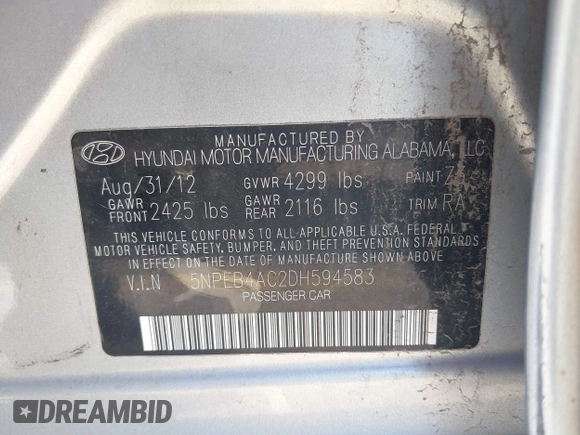 MANUFACTURED BY
HYUNDAI MOTOR MANUFACTURING ALABAMA, LLC
Aug/31/12 GVWR 4299 lbs PAINT
GAWR FRONT 2425 lbs GAWR REAR 2116 lbs TRIM RA
THIS VEHICLE CONFORMS TO ALL APPLICABLE U.S.A. FEDERAL
MOTOR VEHICLE SAFETY, BUMPER, AND THEFT PREVENTION STANDARDS
IN EFFECT ON THE DATE OF MANUFACTURE SHOWN ABOVE
V.I.N 5NPEB4AC2DH594583
PASSENGER CAR
DREAMBID